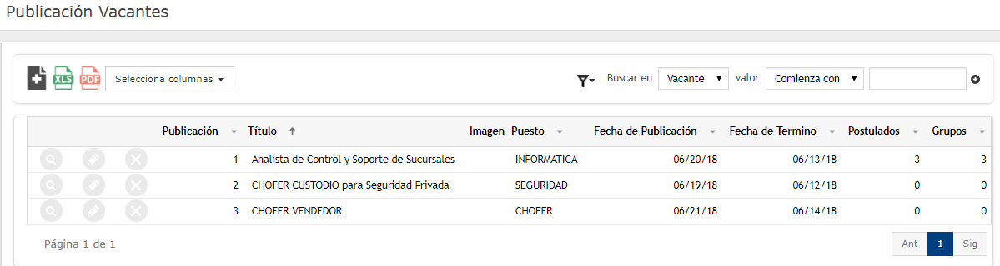 Publicación Vacantes
XLS PDF Selecciona columnas Buscar en Vacante valor Comienza con
Publicación Título Imagen Puesto Fecha de Publicación Fecha de Termino Postulados Grupos
1 Analista de Control y Soporte de Sucursales INFORMATICA 06/20/18 06/13/18 3 3
2 CHOFER CUSTODIO para Seguridad Privada SEGURIDAD 06/19/18 06/12/18 0 0
3 CHOFER VENDEDOR CHOFER 06/21/18 06/14/18 0 0
Página 1 de 1 Ant 1 Sig